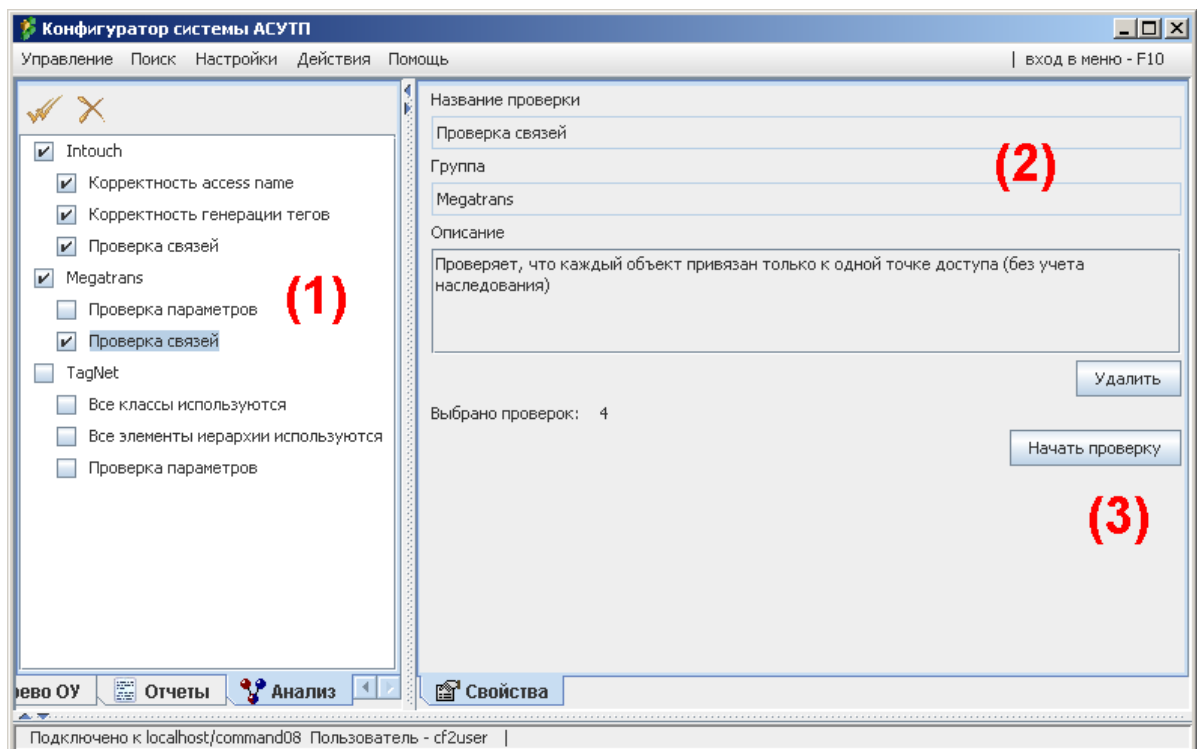 Конфигуратор системы АСУТП
Управление Поиск Настройки Действия Помощь | вход в меню - F10
Intouch
Корректность access name
Корректность генерации тегов
Проверка связей
Megatrans
Проверка параметров
Проверка связей
TagNet
Все классы используются
Все элементы иерархии используются
Проверка параметров
(1)
Название проверки
Проверка связей
(2)
Группа
Megatrans
Описание
Проверяет, что каждый объект привязан только к одной точке доступа (без учета
наследования)
Удалить
Выбрано проверок: 4
Начать проверку
(3)
рево ОУ Отчеты Анализ
Свойства
Подключено к localhost/command08 Пользователь - cf2user |